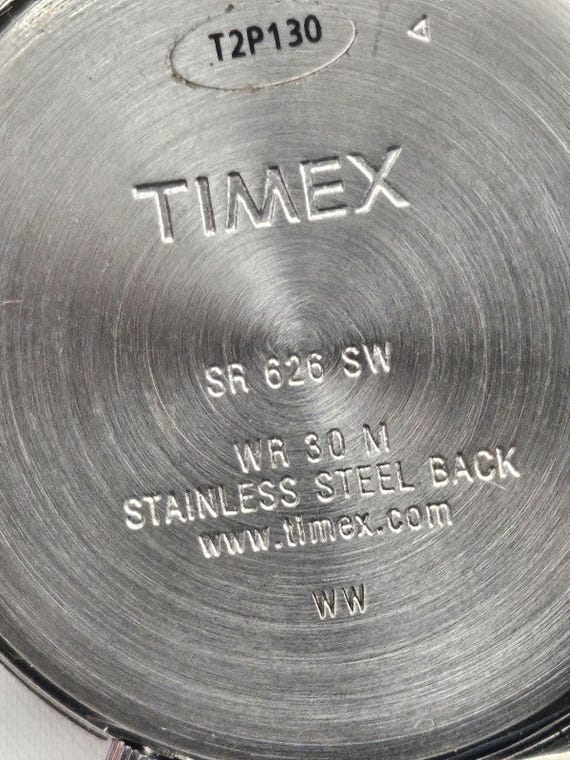 T2P130
TIMEX
SR 626 SW
WR 30 M
STAINLESS STEEL BACK
www.timex.com
WW